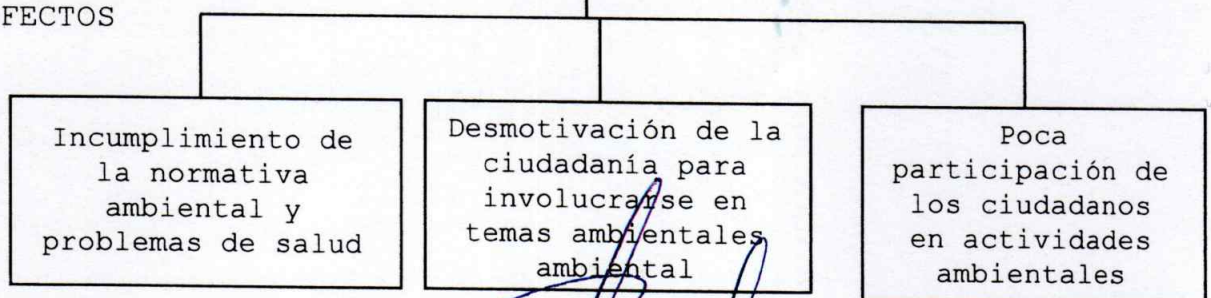 FECTOS
Incumplimiento de
la normativa
ambiental y
problemas de salud
Desmotivación de la
ciudadanía para
involucrarse en
temas ambientales
ambiental
Poca
participación de
los ciudadanos
en actividades
ambientales